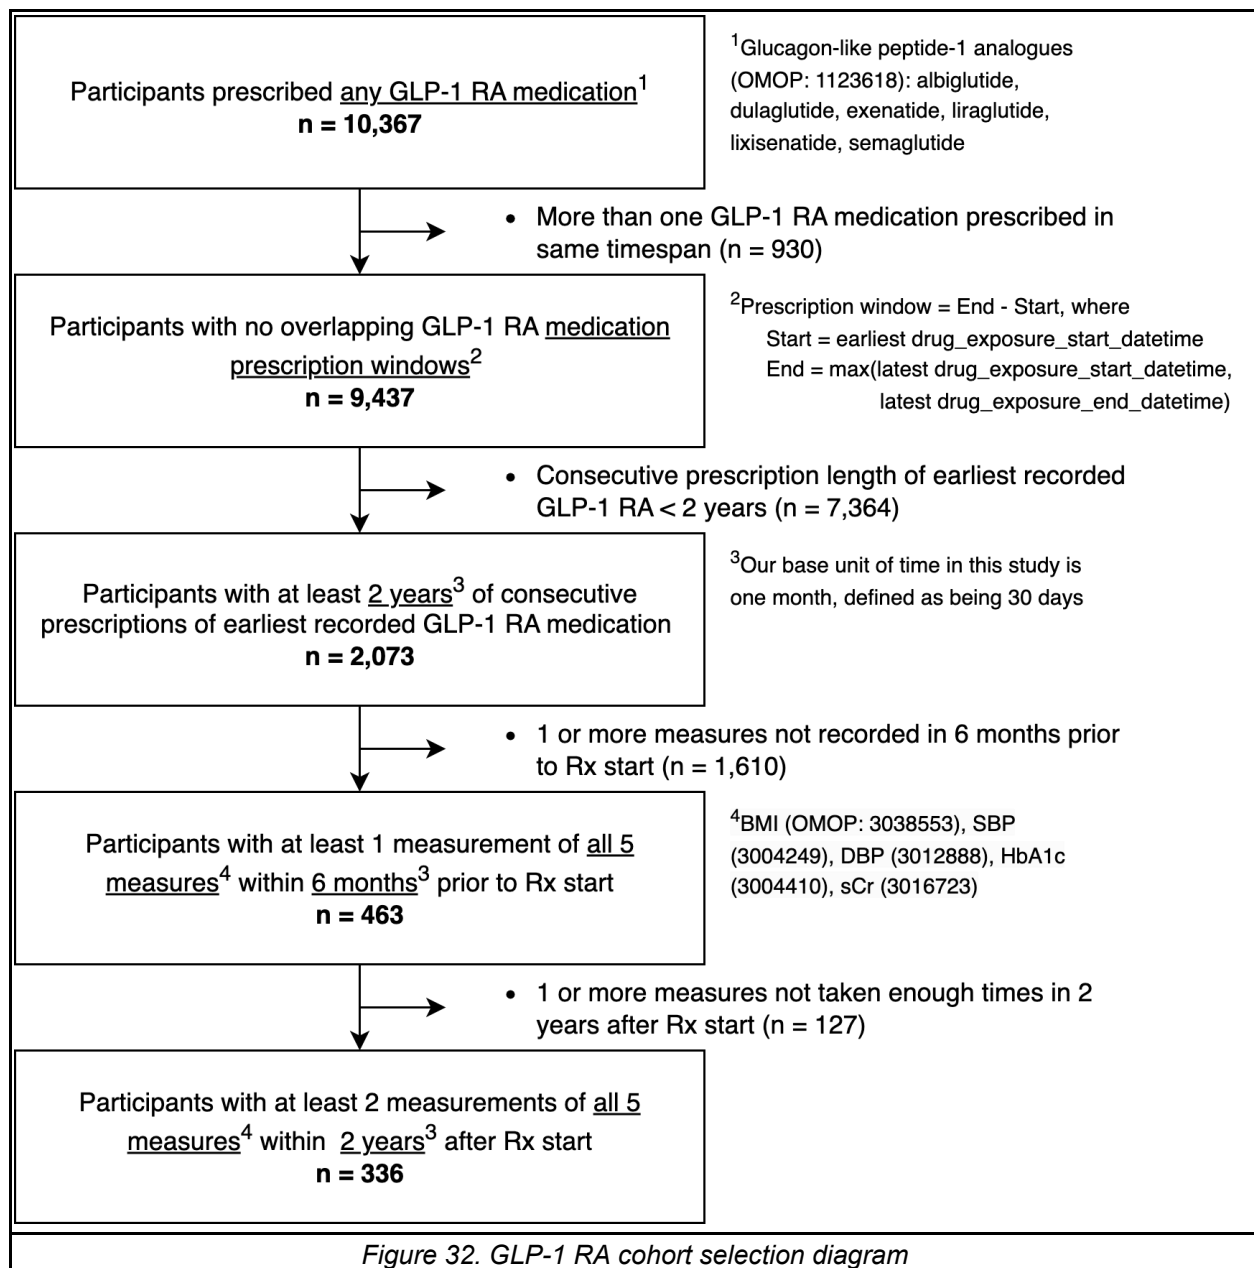 Participants prescribed any GLP-1 RA medication¹
n = 10,367
¹Glucagon-like peptide-1 analogues
(OMOP: 1123618): albiglutide,
dulaglutide, exenatide, liraglutide,
lixisenatide, semaglutide
• More than one GLP-1 RA medication prescribed in
same timespan (n = 930)
Participants with no overlapping GLP-1 RA medication
prescription windows²
n = 9,437
²Prescription window = End - Start, where
Start = earliest drug_exposure_start_datetime
End = max(latest drug_exposure_start_datetime,
latest drug_exposure_end_datetime)
• Consecutive prescription length of earliest recorded
GLP-1 RA < 2 years (n = 7,364)
Participants with at least 2 years³ of consecutive
prescriptions of earliest recorded GLP-1 RA medication
n = 2,073
³Our base unit of time in this study is
one month, defined as being 30 days
• 1 or more measures not recorded in 6 months prior
to Rx start (n = 1,610)
Participants with at least 1 measurement of all 5
measures⁴ within 6 months³ prior to Rx start
n = 463
⁴BMI (OMOP: 3038553), SBP
(3004249), DBP (3012888), HbA1c
(3004410), sCr (3016723)
• 1 or more measures not taken enough times in 2
years after Rx start (n = 127)
Participants with at least 2 measurements of all 5
measures⁴ within 2 years³ after Rx start
n = 336
Figure 32. GLP-1 RA cohort selection diagram